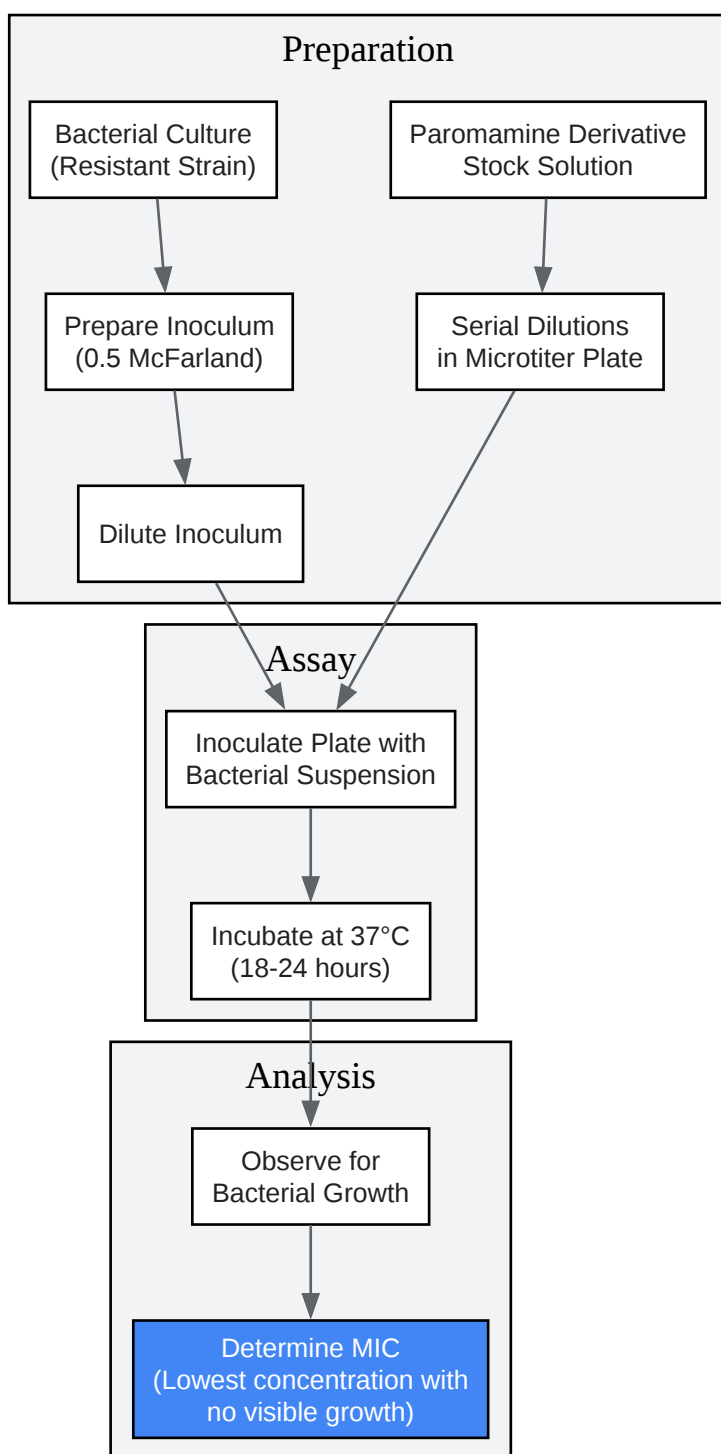 Preparation
Bacterial Culture
(Resistant Strain)
Paromamine Derivative
Stock Solution
Prepare Inoculum
(0.5 McFarland)
Serial Dilutions
in Microtiter Plate
Dilute Inoculum
Assay
Inoculate Plate with
Bacterial Suspension
Incubate at 37°C
(18-24 hours)
Analysis
Observe for
Bacterial Growth
Determine MIC
(Lowest concentration with
no visible growth)